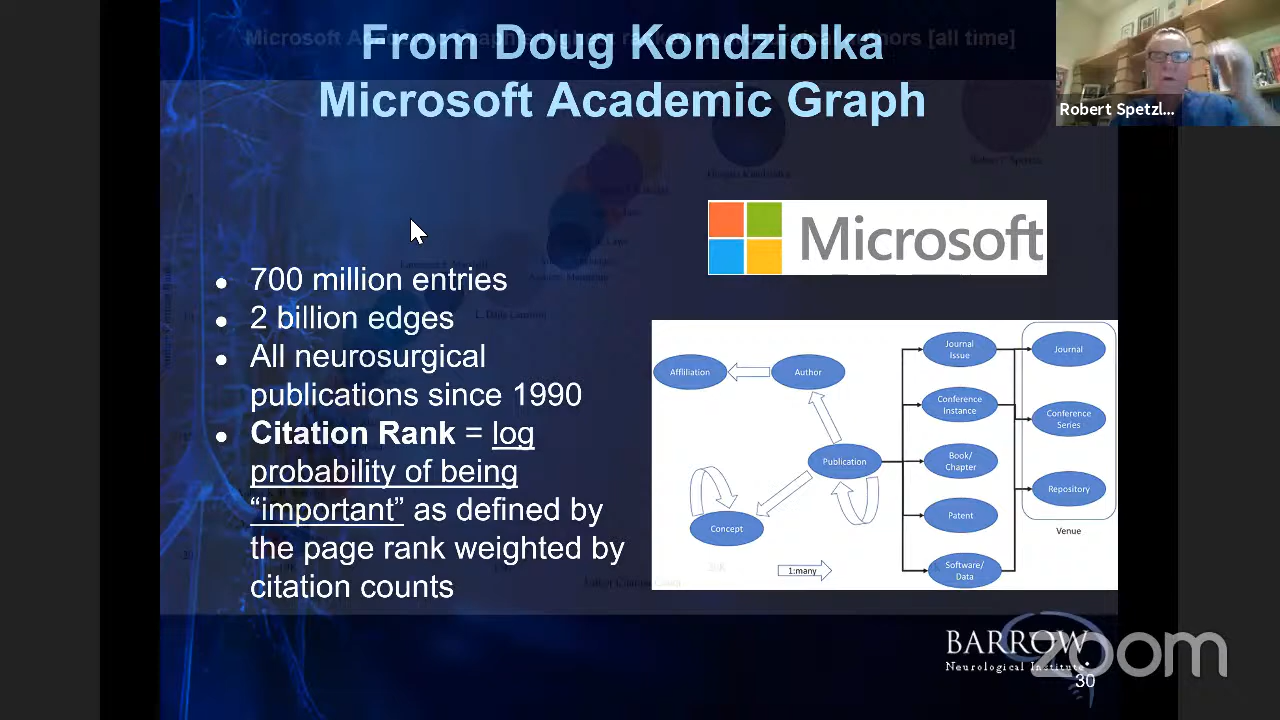 From Doug Kondziolka
Microsoft Academic Graph
Robert Spetzl...
Microsoft
● 700 million entries
● 2 billion edges
● All neurosurgical
publications since 1990
● Citation Rank = log
probability of being
“important” as defined by
the page rank weighted by
citation counts
Affiliation
Author
Publication
Concept
1:many
Journal
Issue
Conference
Instance
Book/
Chapter
Patent
Software/
Data
Journal
Conference
Series
Repository
Venue
BARROW
Neurological Institute
zoom
30